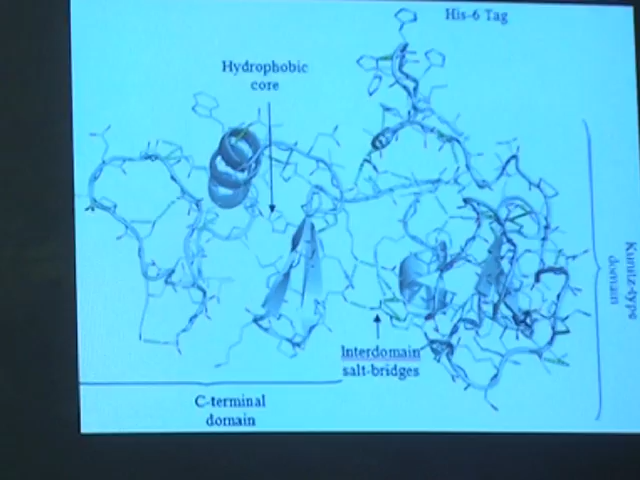 His-6 Tag
Hydrophobic
core
Kunitz-type
domain
Interdomain
salt-bridges
C-terminal
domain